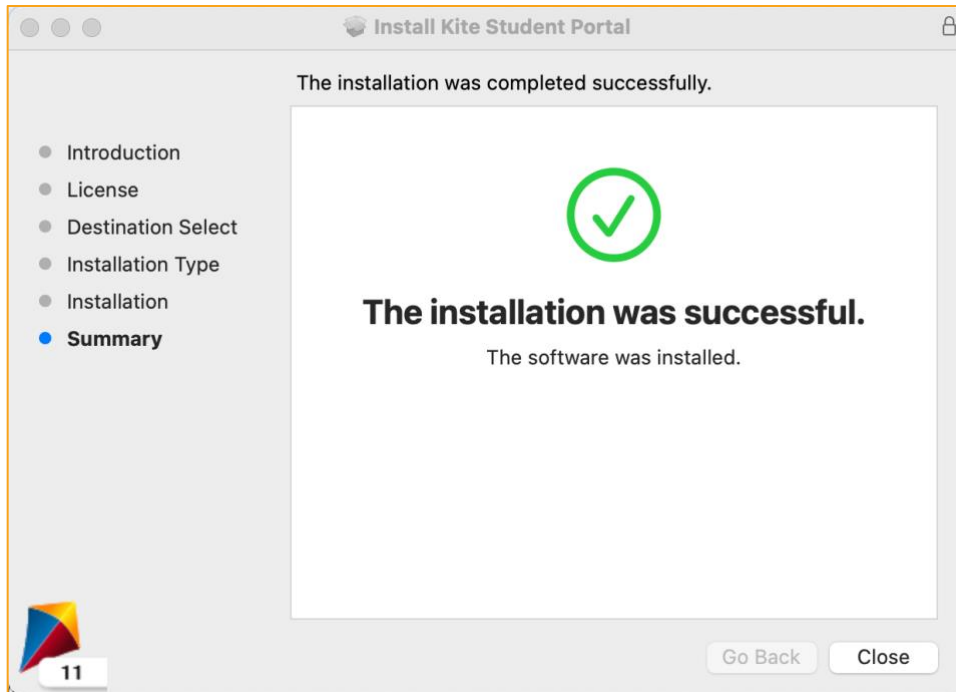 Install Kite Student Portal
The installation was completed successfully.
Introduction
License
Destination Select
Installation Type
Installation
Summary
The installation was successful.
The software was installed.
11
Go Back
Close